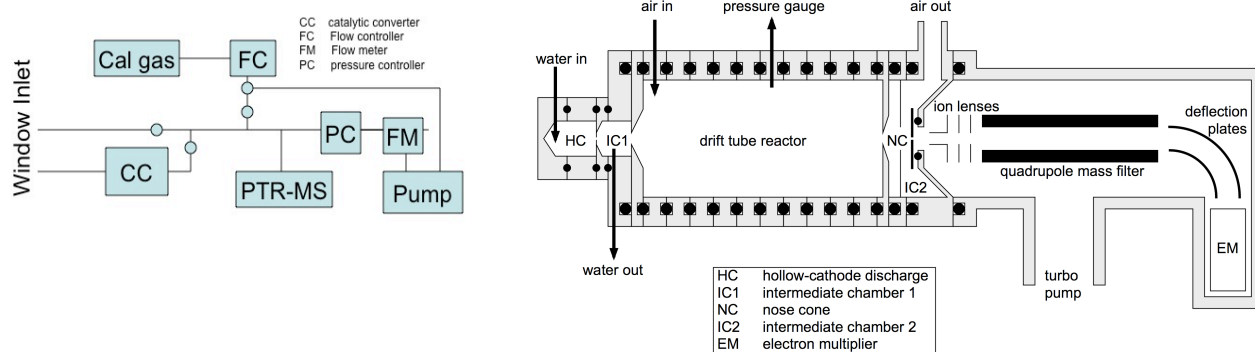 CC catalytic converter
FC Flow controller
FM Flow meter
PC pressure controller
Cal gas
FC
Window Inlet
PC
FM
CC
PTR-MS
Pump
air in
pressure gauge
air out
water in
ion lenses
deflection
plates
HC
IC1
drift tube reactor
NC
quadrupole mass filter
IC2
EM
water out
turbo
pump
HC hollow-cathode discharge
IC1 intermediate chamber 1
NC nose cone
IC2 intermediate chamber 2
EM electron multiplier